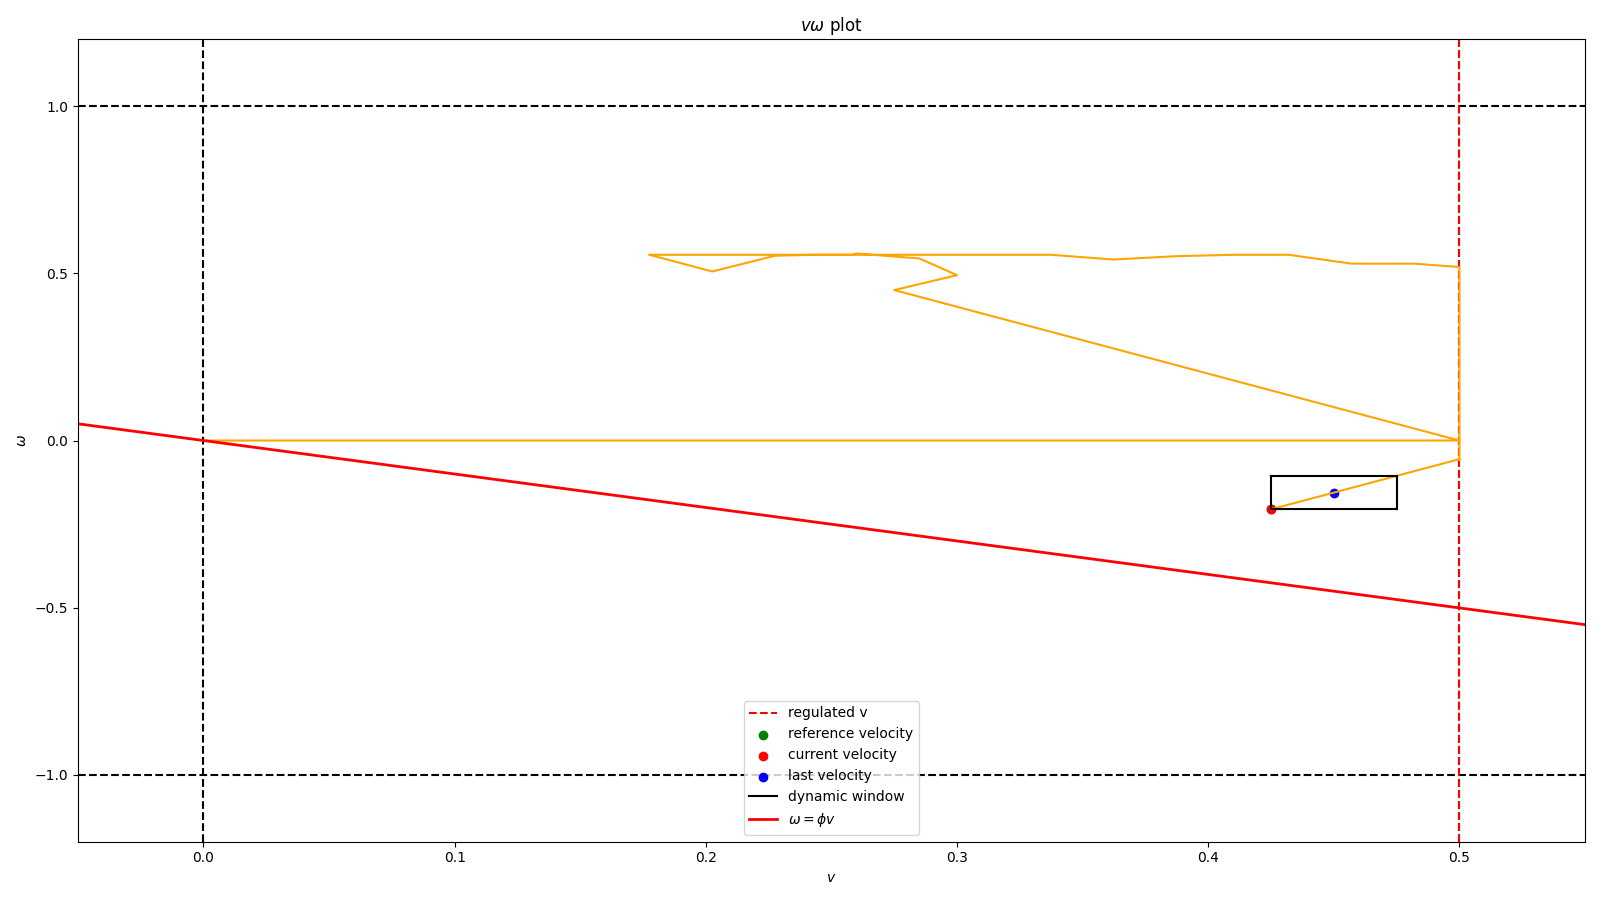 vω plot
ω
1.0
0.5
0.0
−0.5
−1.0
0.0 0.1 0.2 0.3 0.4 0.5
v
regulated v
reference velocity
current velocity
last velocity
dynamic window
ω = ϕv